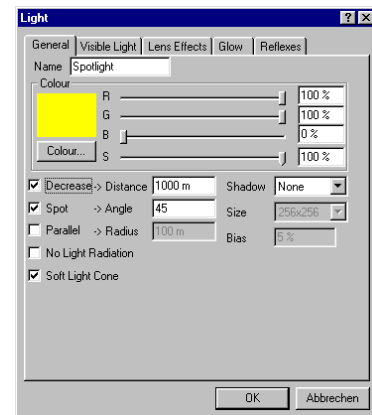 Light
General Visible Light Lens Effects Glow Reflexes
Name Spotlight
Colour
R 100 %
G 100 %
B 0 %
Colour... S 100 %
Decrease -> Distance 1000 m Shadow None
Spot -> Angle 45 Size 256x256
Parallel -> Radius 100 m Bias 5 %
No Light Radiation
Soft Light Cone
OK Abbrechen